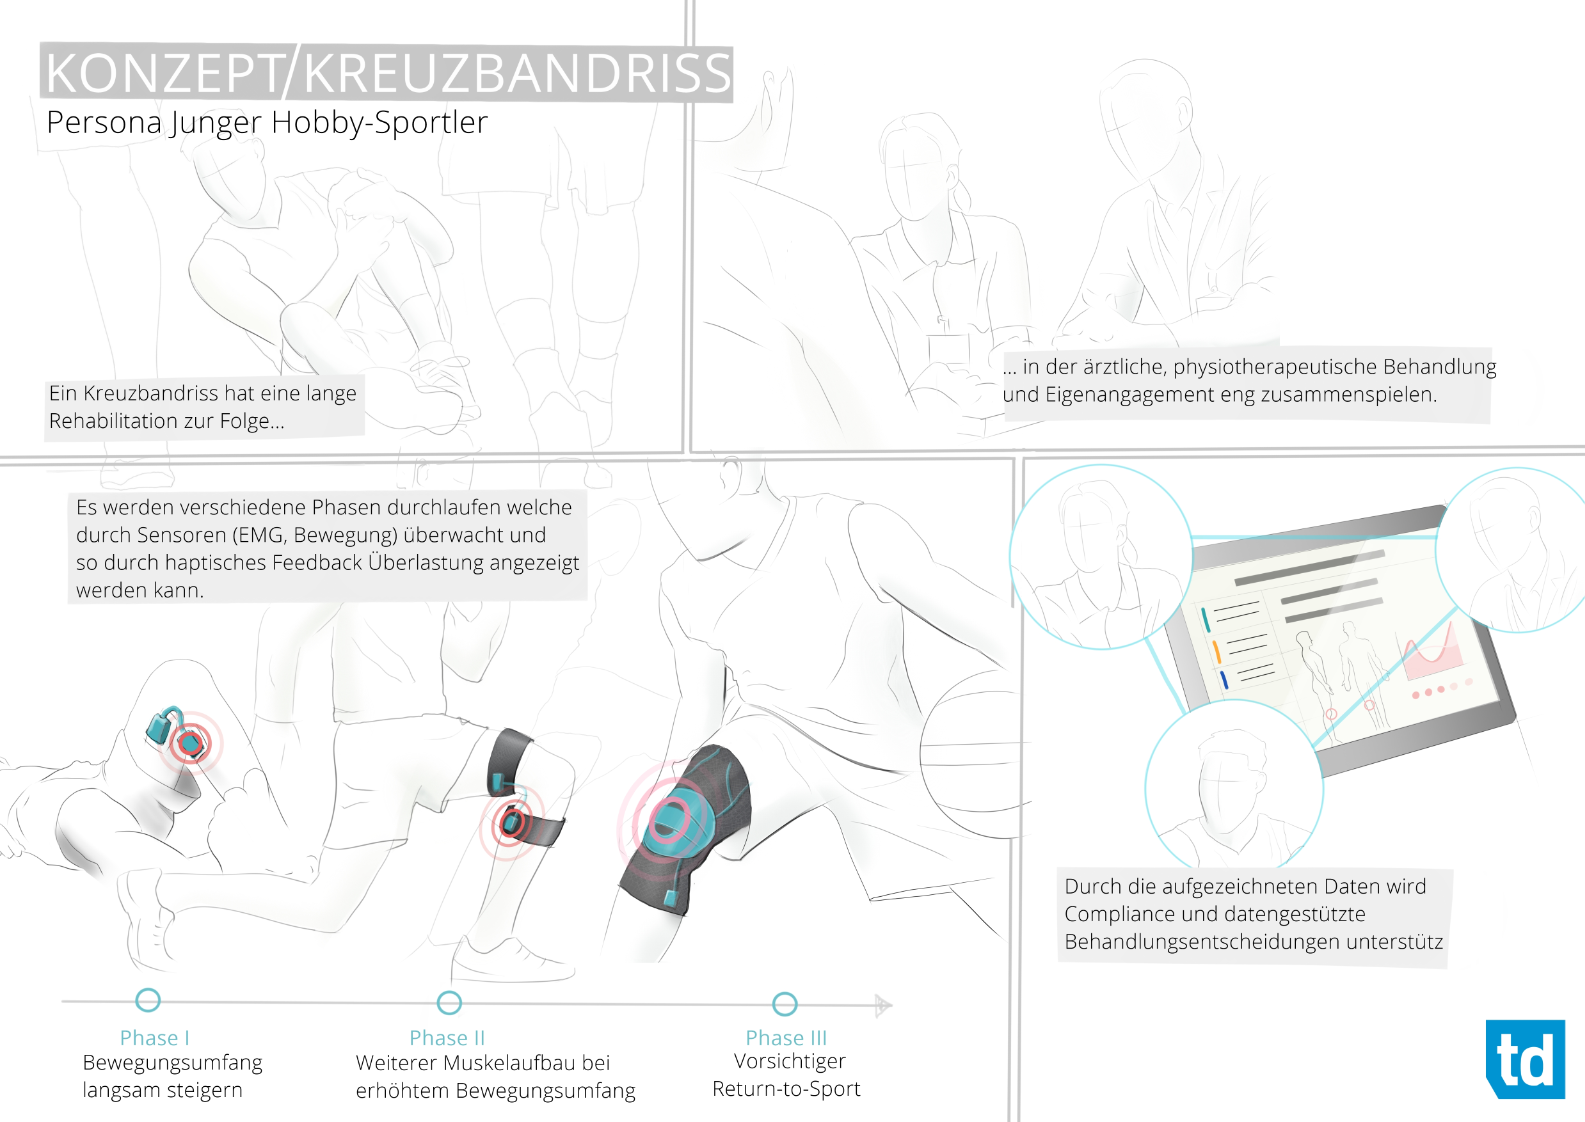 KONZEPT/KREUZBANDRISS
Persona Junger Hobby-Sportler
Ein Kreuzbandriss hat eine lange
Rehabilitation zur Folge...
... in der ärztliche, physiotherapeutische Behandlung
und Eigenangagement eng zusammenspielen.
Es werden verschiedene Phasen durchlaufen welche
durch Sensoren (EMG, Bewegung) überwacht und
so durch haptisches Feedback Überlastung angezeigt
werden kann.
Durch die aufgezeichneten Daten wird
Compliance und datengestützte
Behandlungsentscheidungen unterstütz
Phase I
Bewegungsumfang
langsam steigern
Phase II
Weiterer Muskelaufbau bei
erhöhtem Bewegungsumfang
Phase III
Vorsichtiger
Return-to-Sport
td